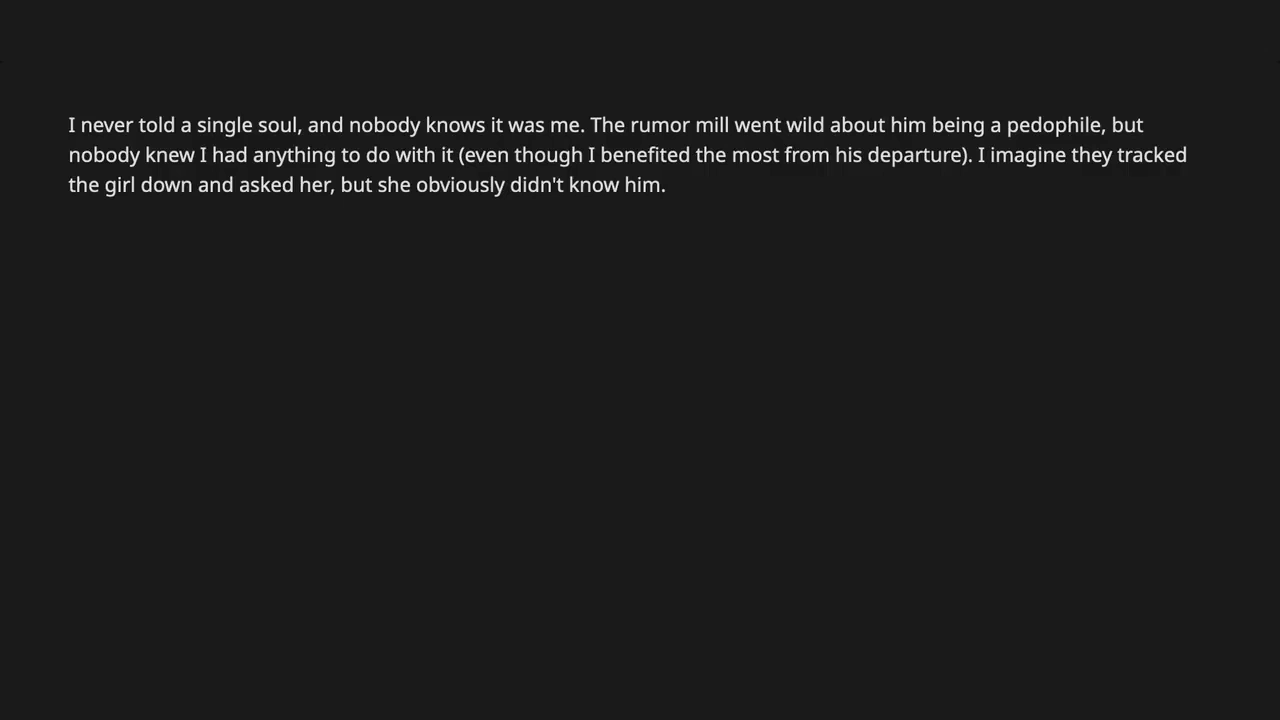 I never told a single soul, and nobody knows it was me. The rumor mill went wild about him being a pedophile, but
nobody knew I had anything to do with it (even though I benefited the most from his departure). I imagine they tracked
the girl down and asked her, but she obviously didn't know him.